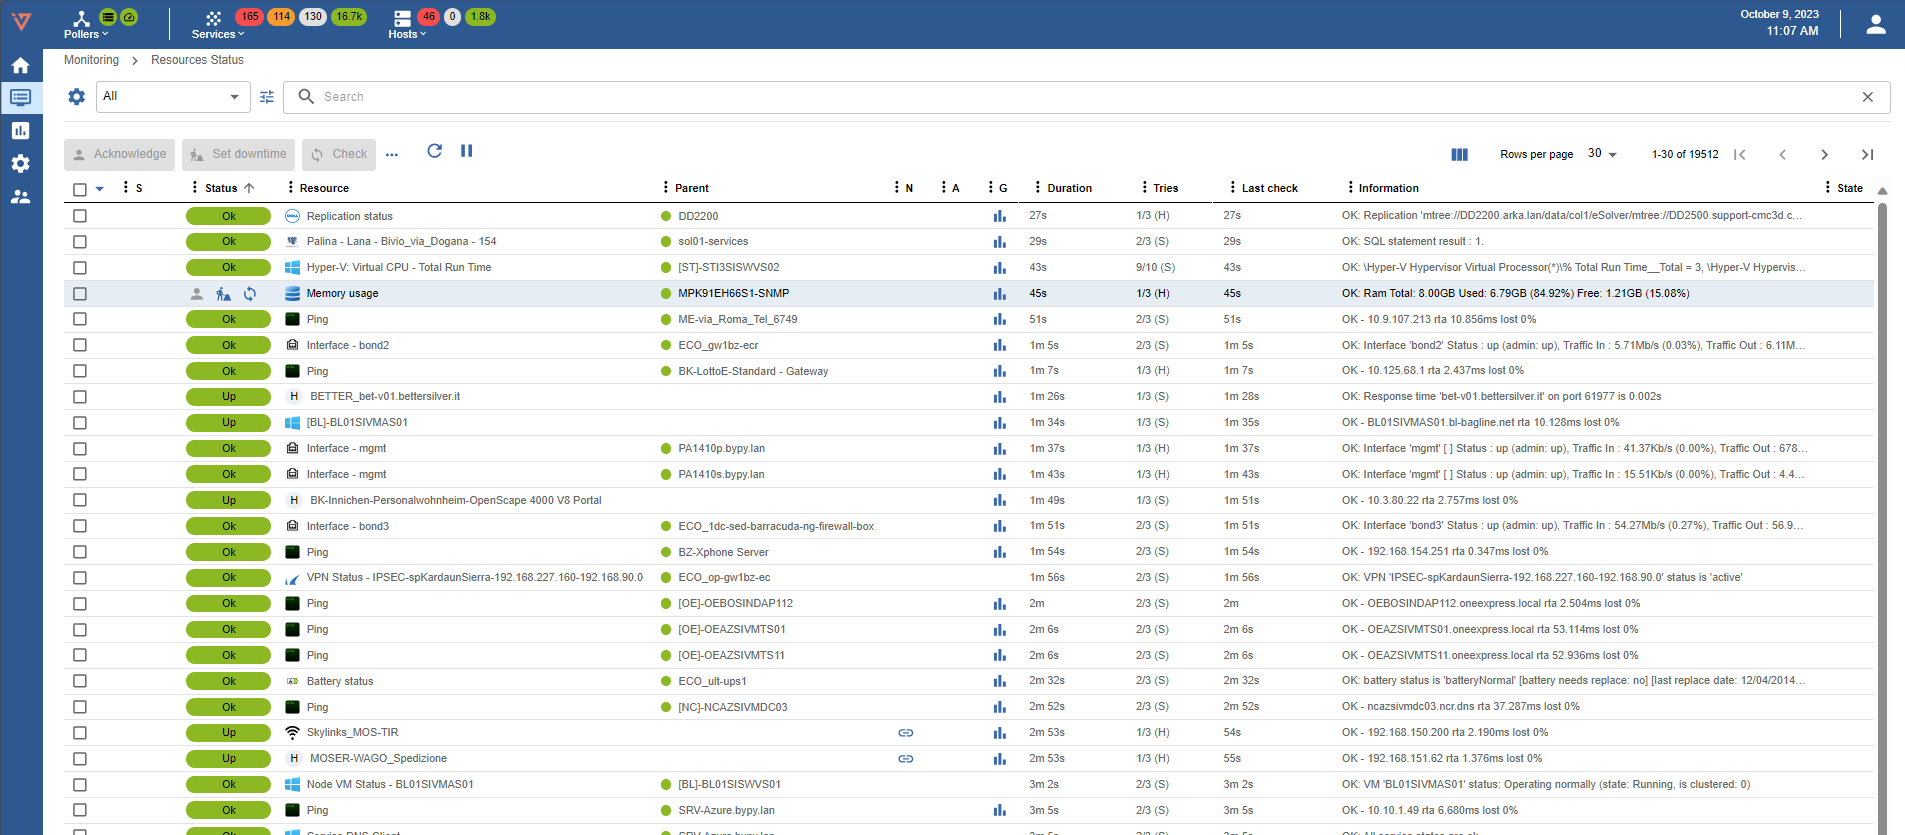 Pollers
Services 165 114 130 16.7k
Hosts 46 0 1.8k
October 9, 2023
11:07 AM
Monitoring > Resources Status
All Search
Acknowledge Set downtime Check ... Rows per page 30 1-30 of 19512
S Status Resource Parent N A G Duration Tries Last check Information State
Ok Replication status DD2200 27s 1/3 (H) 27s OK: Replication 'mtree://DD2200.arka.lan/data/col1/eSolver/mtree://DD2500.support-cmc3d.c...
Ok Palina - Lana - Bivio_via_Dogana - 154 sol01-services 29s 2/3 (S) 29s OK: SQL statement result : 1.
Ok Hyper-V: Virtual CPU - Total Run Time [ST]-STI3SISWVS02 43s 9/10 (S) 43s OK: \Hyper-V Hypervisor Virtual Processor(*)\% Total Run Time__Total = 3, \Hyper-V Hypervis...
Memory usage MPK91EH66S1-SNMP 45s 1/3 (H) 45s OK: Ram Total: 8.00GB Used: 6.79GB (84.92%) Free: 1.21GB (15.08%)
Ok Ping ME-via_Roma_Tel_6749 51s 2/3 (S) 51s OK - 10.9.107.213 rta 10.856ms lost 0%
Ok Interface - bond2 ECO_gw1bz-ecr 1m 5s 2/3 (S) 1m 5s OK: Interface 'bond2' Status : up (admin: up), Traffic In : 5.71Mb/s (0.03%), Traffic Out : 6.11M...
Ok Ping BK-LottoE-Standard - Gateway 1m 7s 1/3 (H) 1m 7s OK - 10.125.68.1 rta 2.437ms lost 0%
Up H BETTER_bet-v01.bettersilver.it 1m 26s 1/3 (S) 1m 28s OK: Response time 'bet-v01.bettersilver.it' on port 61977 is 0.002s
Up [BL]-BL01SIVMAS01 1m 34s 1/3 (S) 1m 35s OK - BL01SIVMAS01.bl-bagline.net rta 10.128ms lost 0%
Ok Interface - mgmt PA1410p.bypy.lan 1m 37s 1/3 (H) 1m 37s OK: Interface 'mgmt' [ ] Status : up (admin: up), Traffic In : 41.37Kb/s (0.00%), Traffic Out : 678...
Ok Interface - mgmt PA1410s.bypy.lan 1m 43s 1/3 (H) 1m 43s OK: Interface 'mgmt' [ ] Status : up (admin: up), Traffic In : 15.51Kb/s (0.00%), Traffic Out : 4.4...
Up H BK-Innichen-Personalwohnheim-OpenScape 4000 V8 Portal 1m 49s 1/3 (S) 1m 51s OK - 10.3.80.22 rta 2.757ms lost 0%
Ok Interface - bond3 ECO_1dc-sed-barracuda-ng-firewall-box 1m 51s 2/3 (S) 1m 51s OK: Interface 'bond3' Status : up (admin: up), Traffic In : 54.27Mb/s (0.27%), Traffic Out : 56.9...
Ok Ping BZ-Xphone Server 1m 54s 2/3 (S) 1m 54s OK - 192.168.154.251 rta 0.347ms lost 0%
Ok VPN Status - IPSEC-spKardaunSierra-192.168.227.160-192.168.90.0 ECO_op-gw1bz-ec 1m 56s 2/3 (S) 1m 56s OK: VPN 'IPSEC-spKardaunSierra-192.168.227.160-192.168.90.0' status is 'active'
Ok Ping [OE]-OEBOSINDAP112 2m 2/3 (S) 2m OK - OEBOSINDAP112.oneexpress.local rta 2.504ms lost 0%
Ok Ping [OE]-OEAZSIVMTS01 2m 6s 2/3 (S) 2m 6s OK - OEAZSIVMTS01.oneexpress.local rta 53.114ms lost 0%
Ok Ping [OE]-OEAZSIVMTS11 2m 6s 2/3 (S) 2m 6s OK - OEAZSIVMTS11.oneexpress.local rta 52.936ms lost 0%
Ok Battery status ECO_ult-ups1 2m 32s 2/3 (S) 2m 32s OK: battery status is 'batteryNormal' [battery needs replace: no] [last replace date: 12/04/2014...
Ok Ping [NC]-NCAZSIVMDC03 2m 52s 2/3 (S) 2m 52s OK - ncazsivmdc03.ncr.dns rta 37.287ms lost 0%
Up Skylinks_MOS-TIR 2m 53s 1/3 (H) 54s OK - 192.168.150.200 rta 2.190ms lost 0%
Up H MOSER-WAGO_Spedizione 2m 53s 1/3 (H) 55s OK - 192.168.151.62 rta 1.376ms lost 0%
Ok Node VM Status - BL01SIVMAS01 [BL]-BL01SISWVS01 3m 2s 2/3 (S) 3m 2s OK: VM 'BL01SIVMAS01' status: Operating normally (state: Running, is clustered: 0)
Ok Ping SRV-Azure.bypy.lan 3m 5s 2/3 (S) 3m 5s OK - 10.10.1.49 rta 6.680ms lost 0%